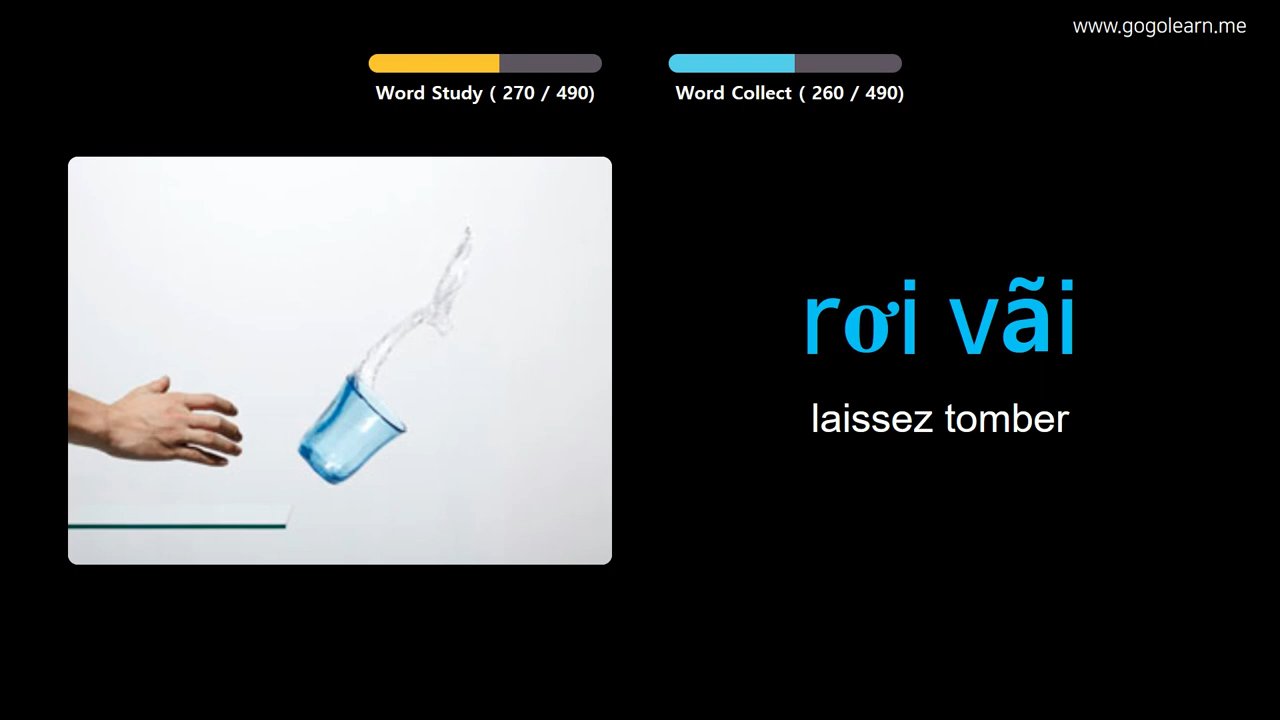 www.gogolearn.me
Word Study ( 270 / 490)
Word Collect ( 260 / 490)
rơi vãi
laissez tomber